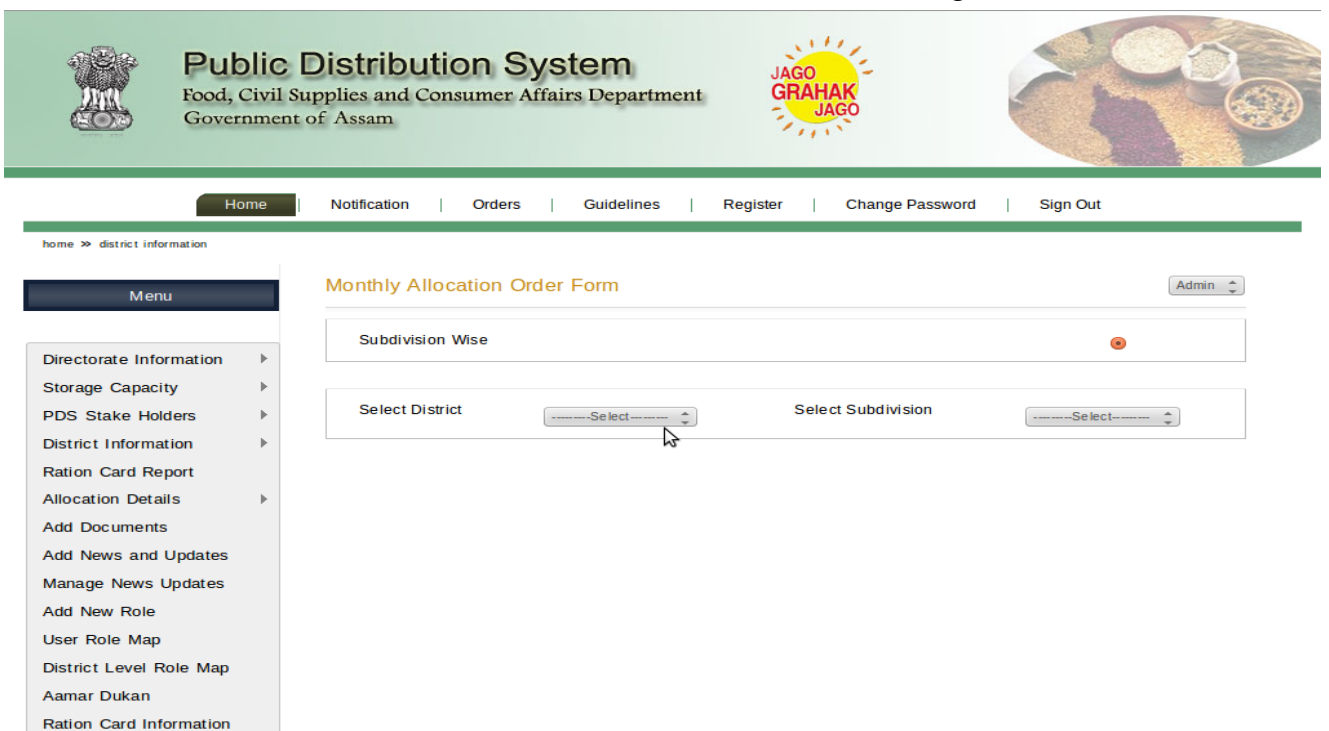 Public Distribution System
Food, Civil Supplies and Consumer Affairs Department
Government of Assam
JAGO
GRAHAK
JAGO
Home | Notification | Orders | Guidelines | Register | Change Password | Sign Out
home >> district information
Menu
Directorate Information
Storage Capacity
PDS Stake Holders
District Information
Ration Card Report
Allocation Details
Add Documents
Add News and Updates
Manage News Updates
Add New Role
User Role Map
District Level Role Map
Aamar Dukan
Ration Card Information
Monthly Allocation Order Form
Admin
Subdivision Wise
Select District ---------Select--------- Select Subdivision ---------Select---------